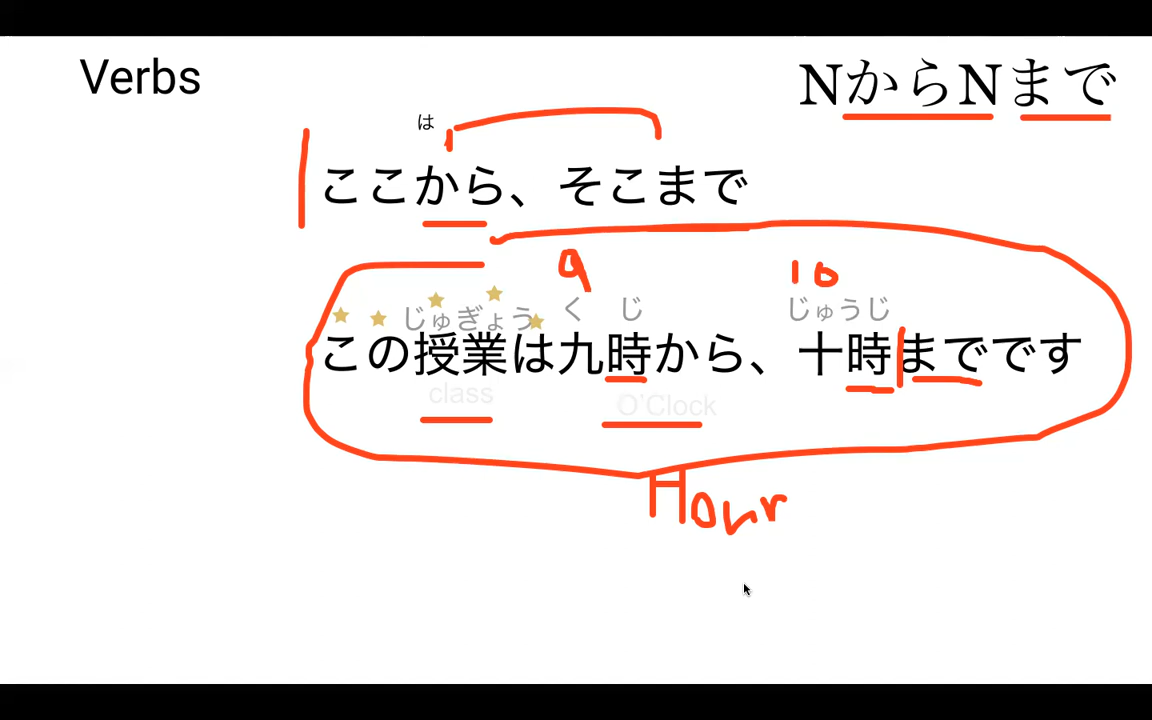 Verbs
NからNまで
は
ここから、そこまで
9 10
じゅぎょう く じ じゅうじ
この授業は九時から、十時までです
class O'Clock
Hour